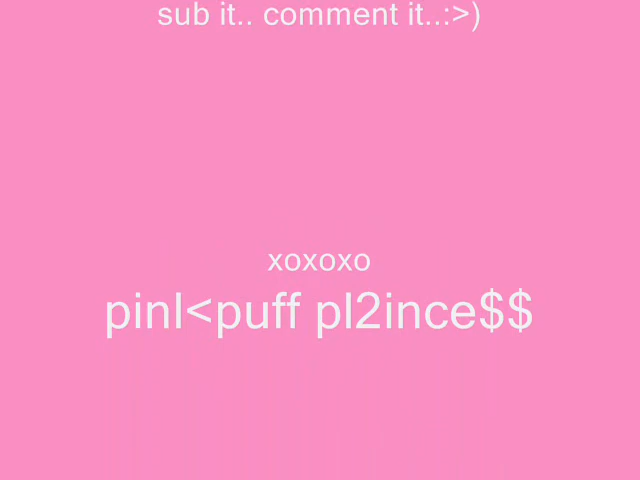 sub it.. comment it..:>)
xoxoxo
pinl<puff pl2ince$$